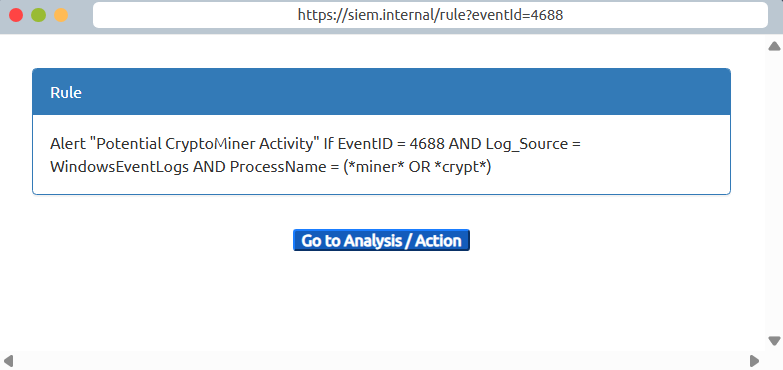 https://siem.internal/rule?eventId=4688
Rule
Alert "Potential CryptoMiner Activity" If EventID = 4688 AND Log_Source =
WindowsEventLogs AND ProcessName = (*miner* OR *crypt*)
Go to Analysis / Action